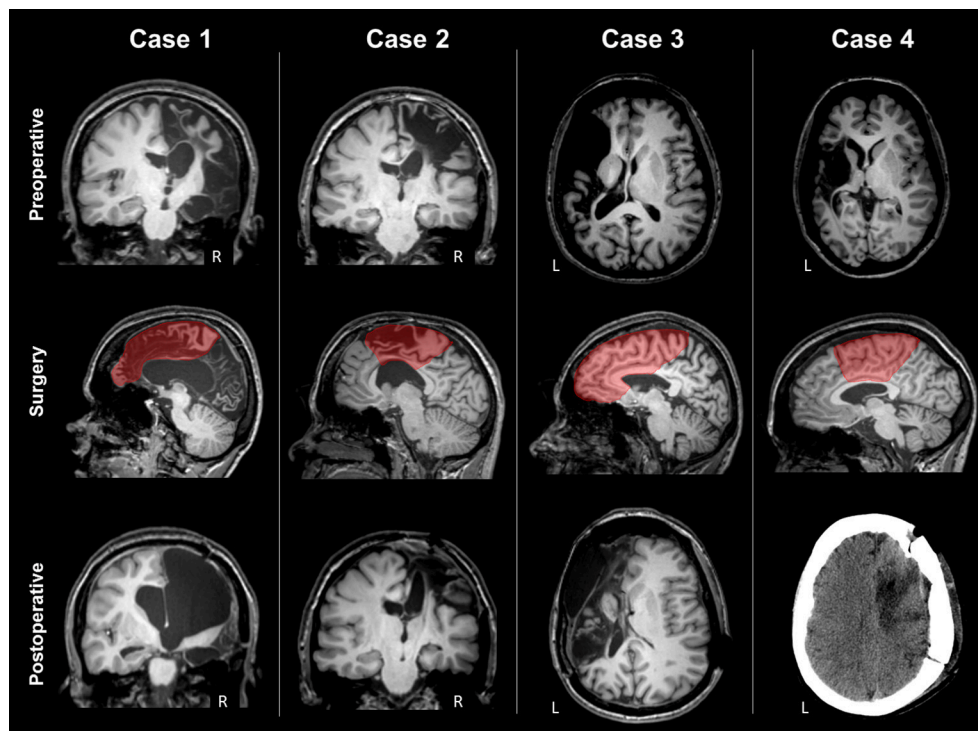 Case 1 Case 2 Case 3 Case 4
Preoperative
R R L L
Surgery
Postoperative
R R L L